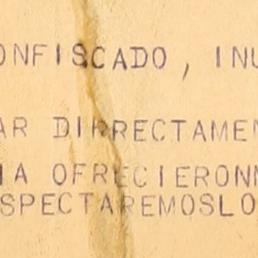 ONFISCADO, INU
AR DIRRECTAMEN
IA OFRECIERONN
SPECTAREMOSLO